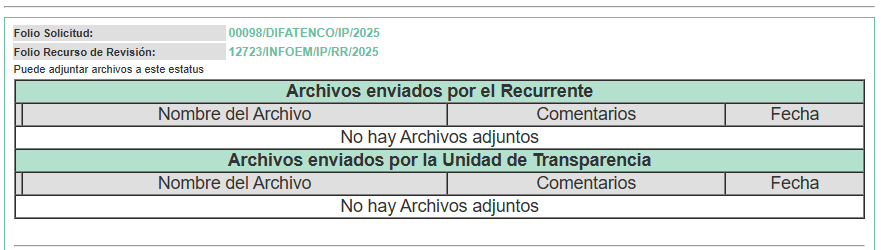 Folio Solicitud: 00098/DIFATENCO/IP/2025
Folio Recurso de Revisión: 12723/INFOEM/IP/RR/2025
Puede adjuntar archivos a este estatus
Archivos enviados por el Recurrente
Nombre del Archivo Comentarios Fecha
No hay Archivos adjuntos
Archivos enviados por la Unidad de Transparencia
Nombre del Archivo Comentarios Fecha
No hay Archivos adjuntos